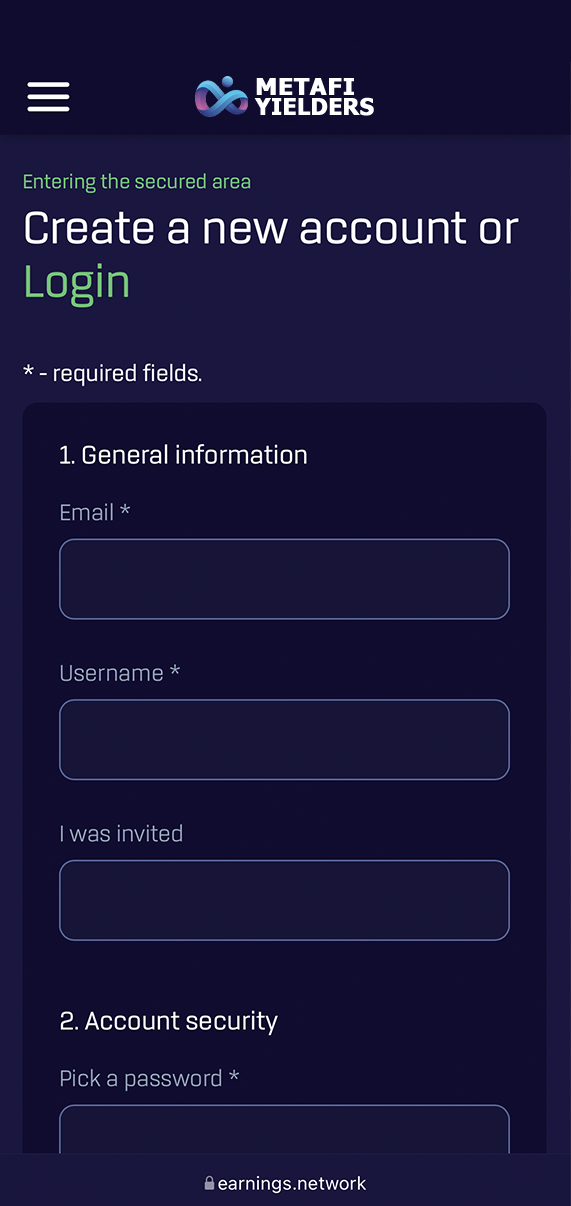 METAFI
YIELDERS
Entering the secured area
Create a new account or
Login
* - required fields.
1. General information
Email *
Username *
I was invited
2. Account security
Pick a password *
earnings.network